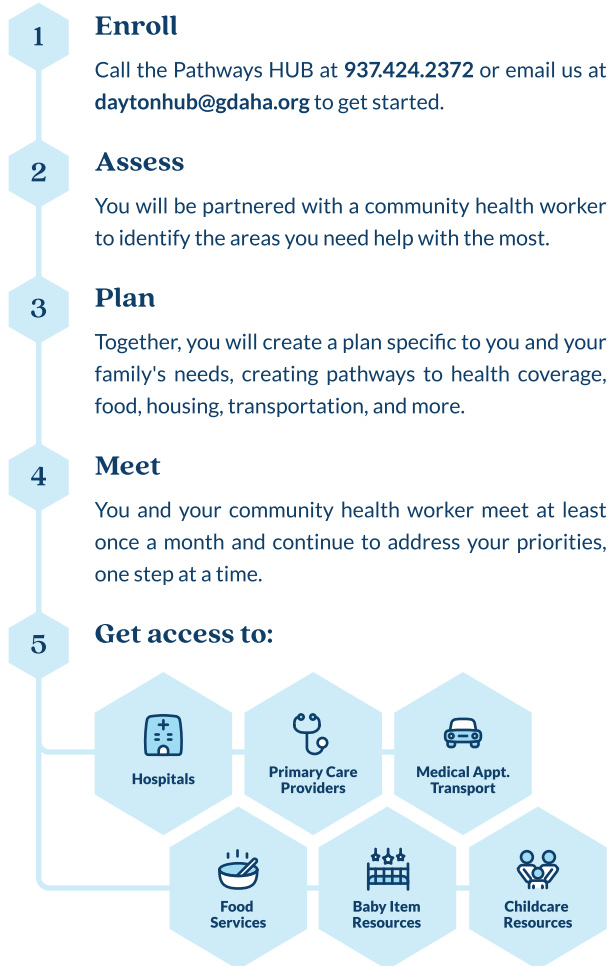 1
Enroll
Call the Pathways HUB at 937.424.2372 or email us at
daytonhub@gdaha.org to get started.
2
Assess
You will be partnered with a community health worker
to identify the areas you need help with the most.
3
Plan
Together, you will create a plan specific to you and your
family's needs, creating pathways to health coverage,
food, housing, transportation, and more.
4
Meet
You and your community health worker meet at least
once a month and continue to address your priorities,
one step at a time.
5
Get access to:
Hospitals
Primary Care
Providers
Medical Appt.
Transport
Food
Services
Baby Item
Resources
Childcare
Resources